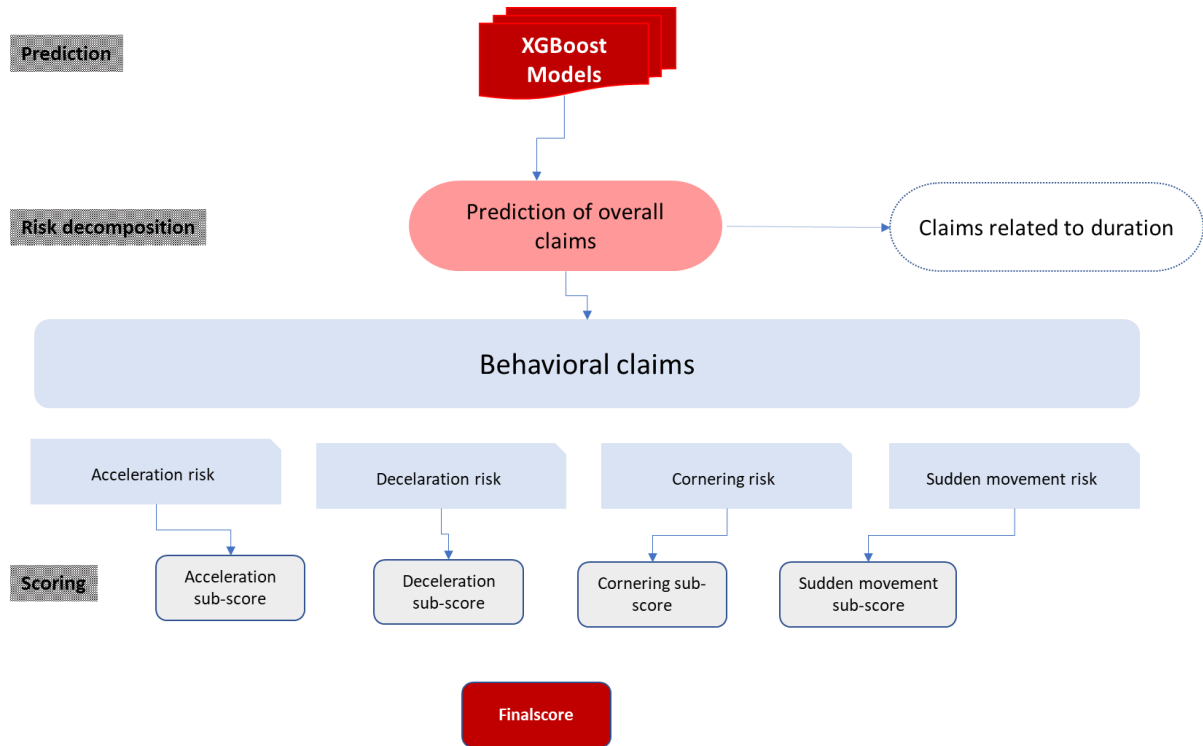 Prediction
XGBoost
Models
Risk decomposition
Prediction of overall
claims
Claims related to duration
Behavioral claims
Acceleration risk
Decelaration risk
Cornering risk
Sudden movement risk
Scoring
Acceleration
sub-score
Deceleration
sub-score
Cornering sub-
score
Sudden movement
sub-score
Finalscore